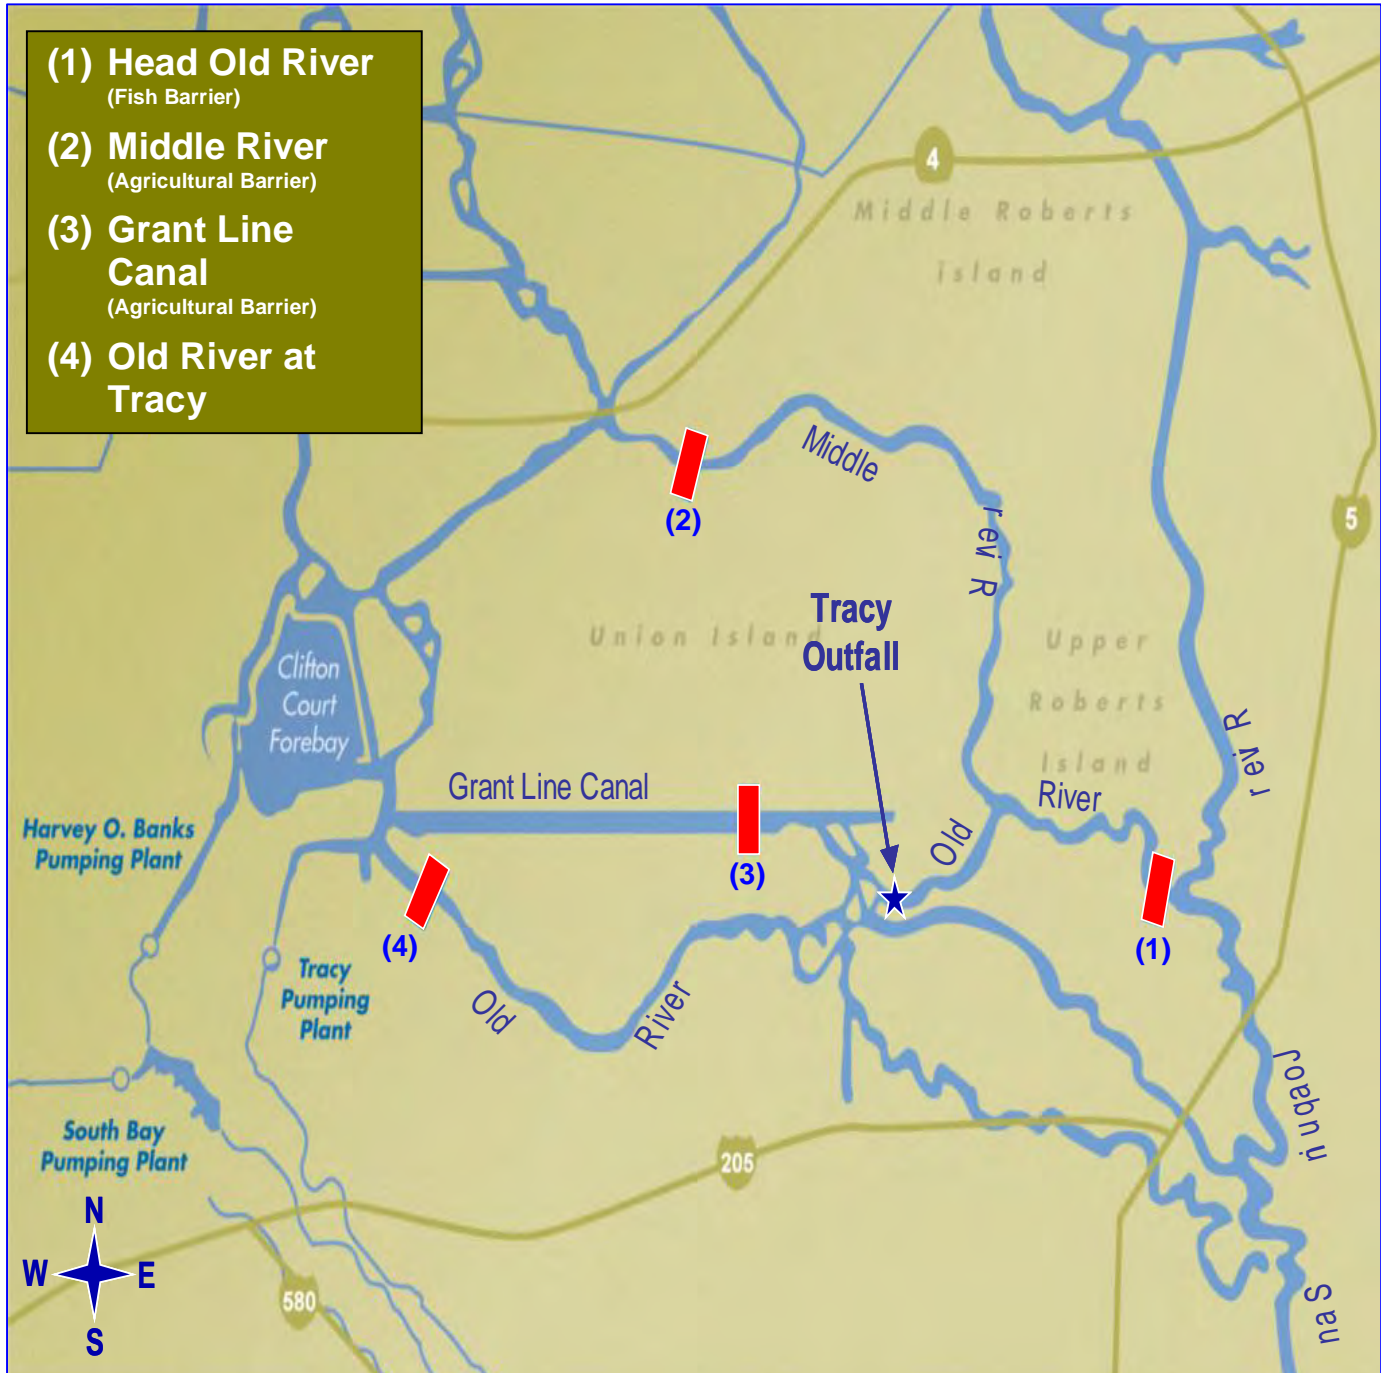 (1) Head Old River
(Fish Barrier)
(2) Middle River
(Agricultural Barrier)
(3) Grant Line
Canal
(Agricultural Barrier)
(4) Old River at
Tracy
4
Middle Roberts
island
Middle
River
(2)
5
Tracy
Outfall
Union Island
Upper
Roberts
Island
Clifton
Court
Forebay
River
Grant Line Canal
River
Old
Harvey O. Banks
Pumping Plant
(3)
(4)
(1)
Tracy
Pumping
Plant
Old
River
Joaquin
South Bay
Pumping Plant
205
N
W E
S
580
San